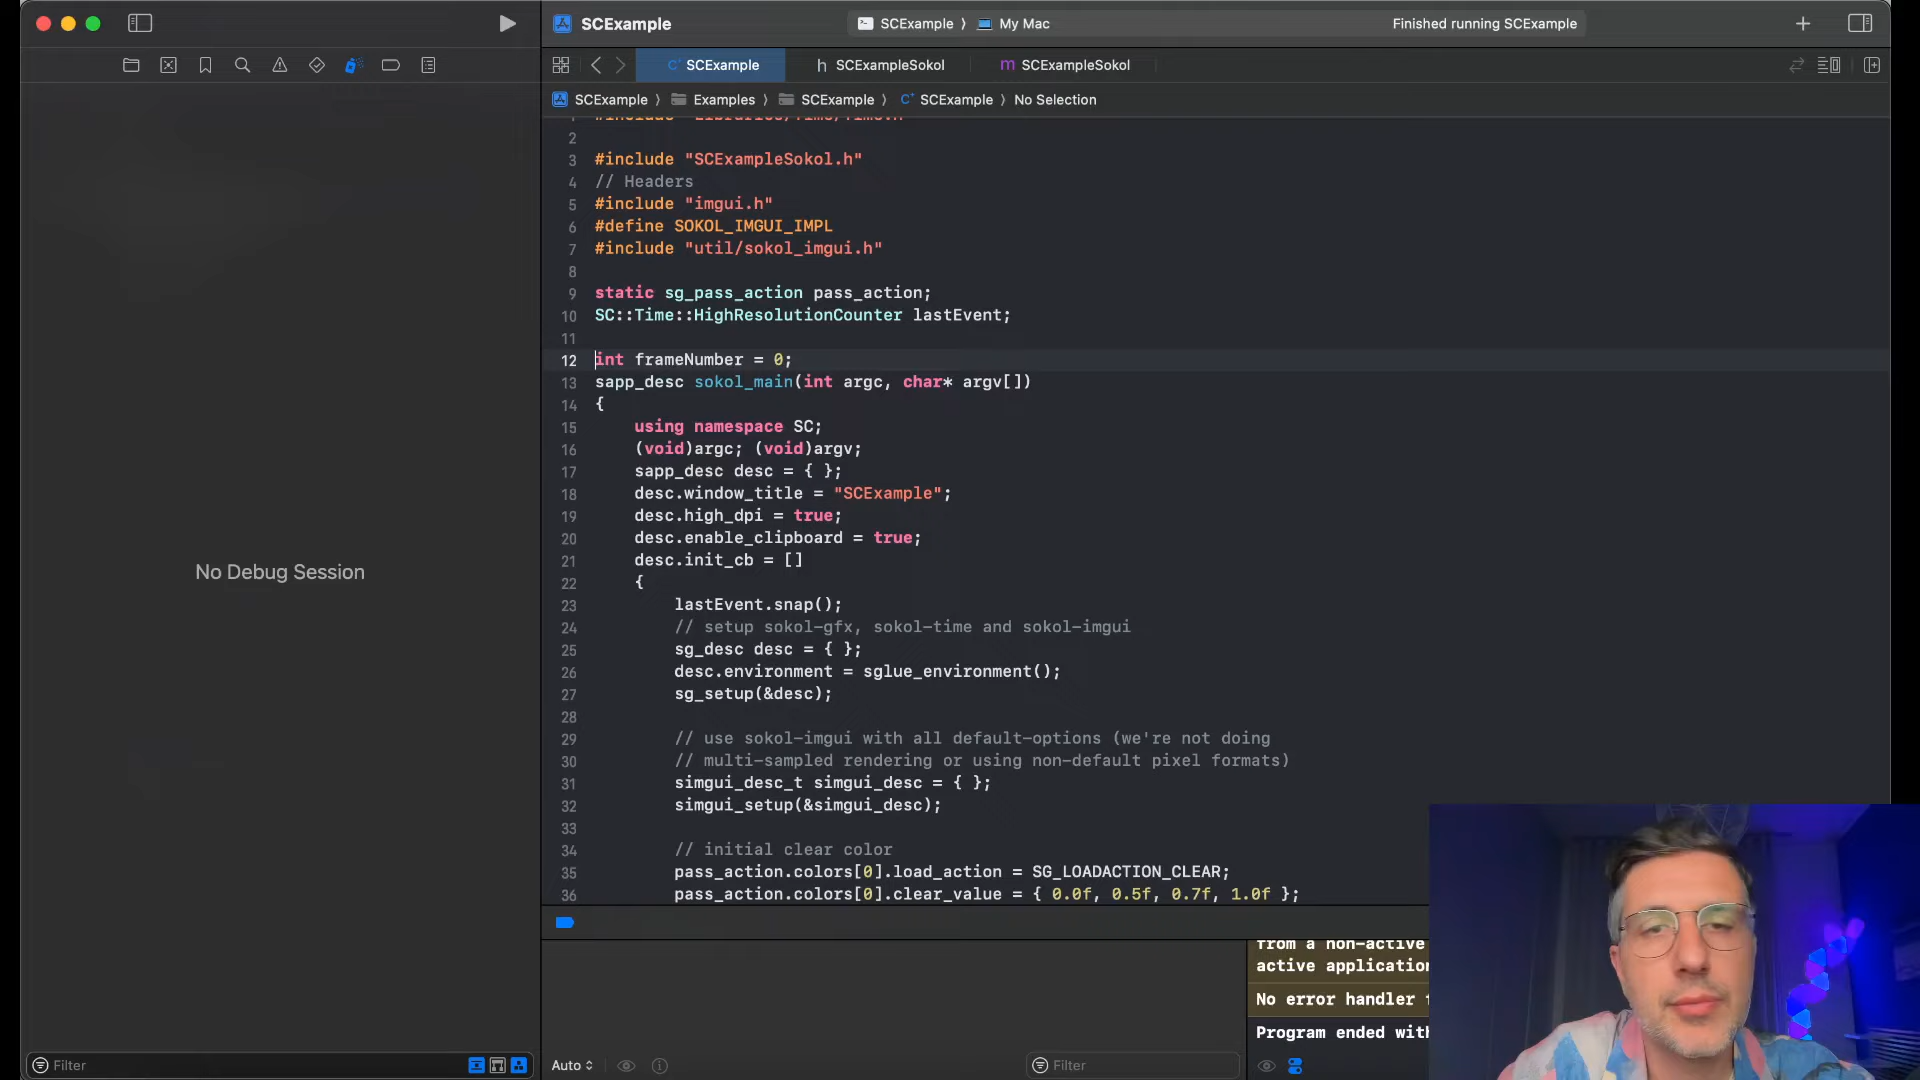 SCExample
SCExample 〉 My Mac
Finished running SCExample
SCExample
h SCExampleSokol
m SCExampleSokol
SCExample 〉 Examples 〉 SCExample 〉 SCExample 〉 No Selection
2
3 #include "SCExampleSokol.h"
4 // Headers
5 #include "imgui.h"
6 #define SOKOL_IMGUI_IMPL
7 #include "util/sokol_imgui.h"
8
9 static sg_pass_action pass_action;
10 SC::Time::HighResolutionCounter lastEvent;
11
12 int frameNumber = 0;
13 sapp_desc sokol_main(int argc, char* argv[])
14 {
15 using namespace SC;
16 (void)argc; (void)argv;
17 sapp_desc desc = { };
18 desc.window_title = "SCExample";
19 desc.high_dpi = true;
20 desc.enable_clipboard = true;
21 desc.init_cb = []
22 {
23 lastEvent.snap();
24 // setup sokol-gfx, sokol-time and sokol-imgui
25 sg_desc desc = { };
26 desc.environment = sglue_environment();
27 sg_setup(&desc);
28
29 // use sokol-imgui with all default-options (we're not doing
30 // multi-sampled rendering or using non-default pixel formats)
31 simgui_desc_t simgui_desc = { };
32 simgui_setup(&simgui_desc);
33
34 // initial clear color
35 pass_action.colors[0].load_action = SG_LOADACTION_CLEAR;
36 pass_action.colors[0].clear_value = { 0.0f, 0.5f, 0.7f, 1.0f };
No Debug Session
from a non-active
active application
No error handler
Program ended with
Filter
Auto
Filter